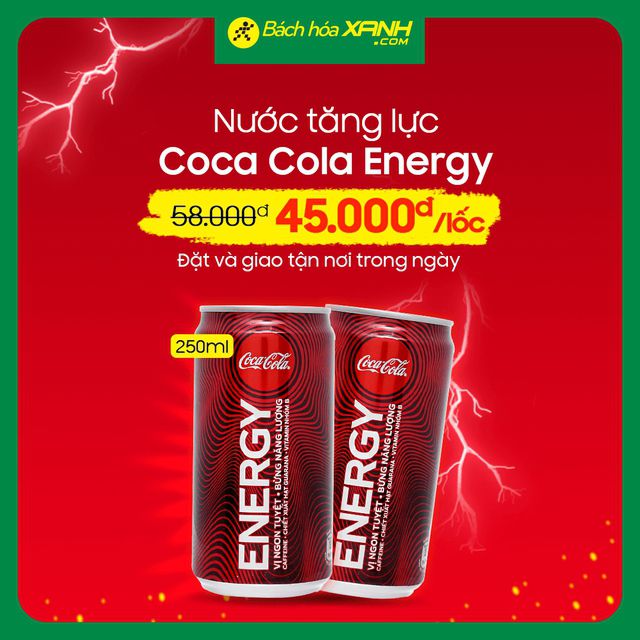 Bách hóa XANH
.COM
Nước tăng lực
Coca Cola Energy
58.000đ 45.000đ/lốc
Đặt và giao tận nơi trong ngày
250ml
Coca-Cola
ENERGY
VỊ NGON TUYỆT • BỪNG NĂNG LƯỢNG
CAFFEINE • CHIẾT XUẤT HẠT GUARANA • VITAMIN NHÓM B
Coca-Cola
ENERGY
VỊ NGON TUYỆT • BỪNG NĂNG LƯỢNG
CAFFEINE • CHIẾT XUẤT HẠT GUARANA • VITAMIN NHÓM B